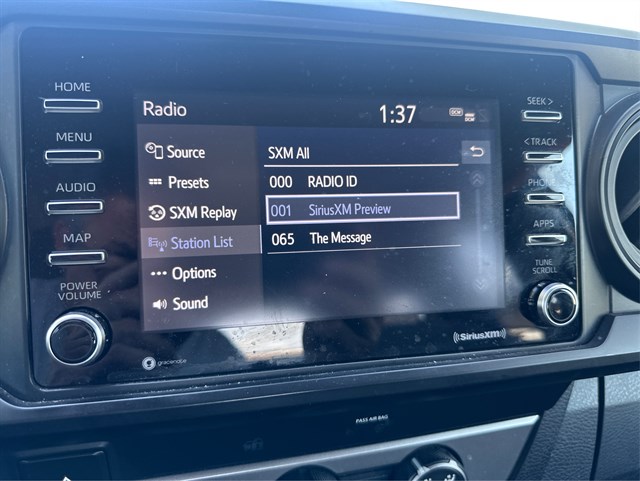 HOME
MENU
AUDIO
MAP
POWER
VOLUME
Radio
1:37
DCM
Source
Presets
SXM Replay
Station List
Options
Sound
SXM All
000 RADIO ID
001 SiriusXM Preview
065 The Message
SEEK >
< TRACK
PHONE
APPS
TUNE
SCROLL
gracenote
((SiriusXM))
PASS AIR BAG